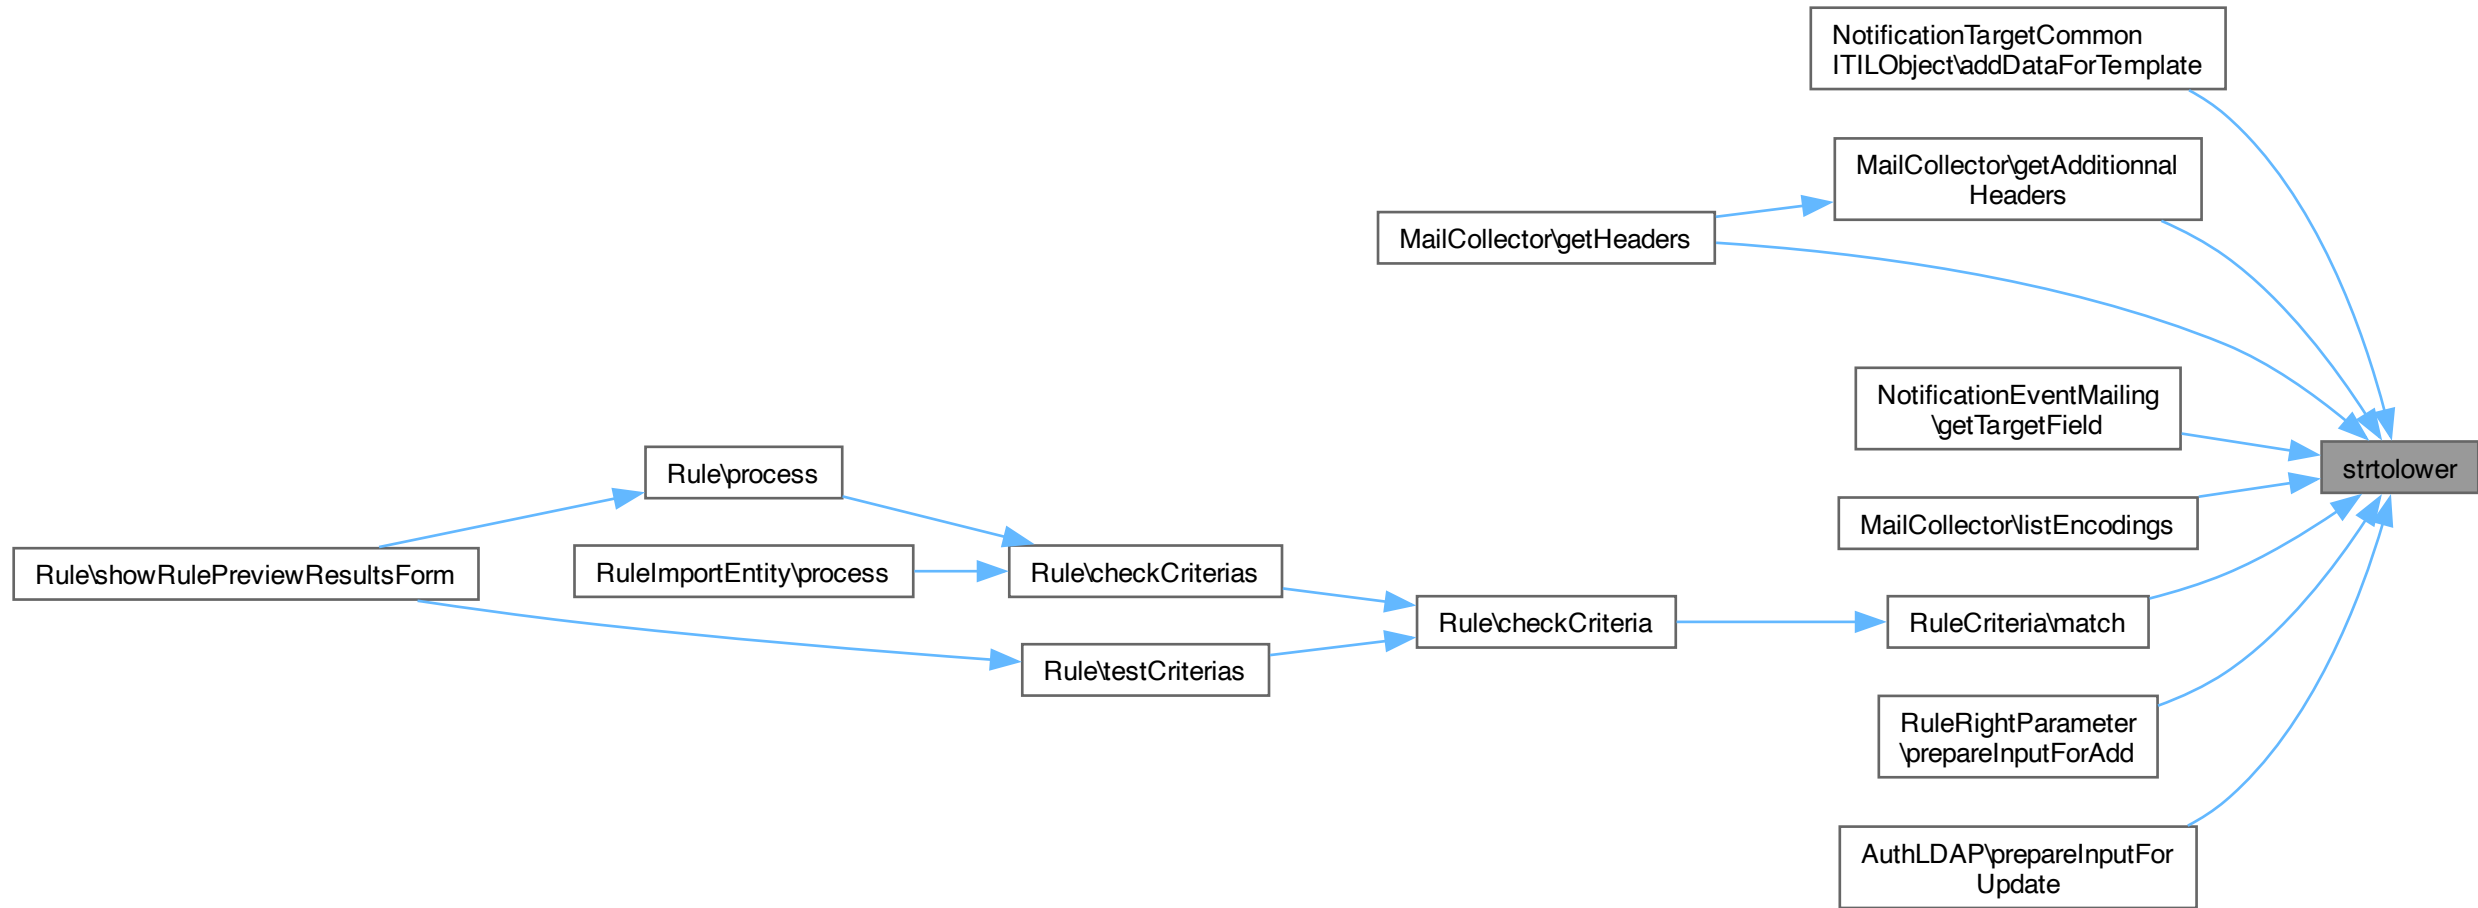 NotificationTargetCommon
ITILObject\addDataForTemplate
MailCollector\getAdditionnal
Headers
MailCollector\getHeaders
NotificationEventMailing
\getTargetField
strtolower
Rule\process
MailCollector\listEncodings
Rule\showRulePreviewResultsForm
RuleImportEntity\process
Rule\checkCriterias
Rule\checkCriteria
RuleCriteria\match
Rule\testCriterias
RuleRightParameter
\prepareInputForAdd
AuthLDAP\prepareInputFor
Update